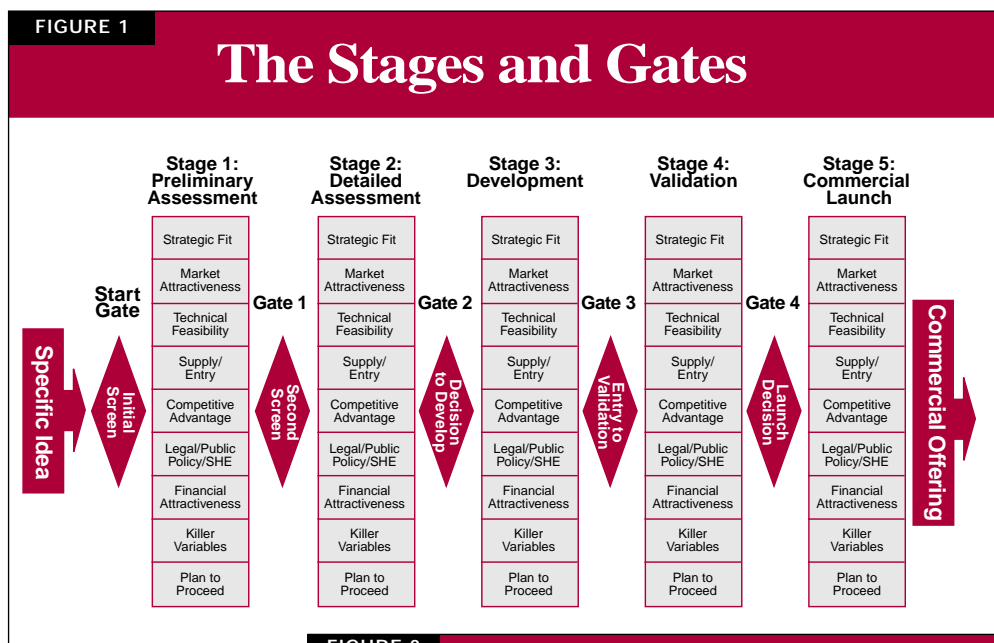 FIGURE 1
The Stages and Gates
Specific Idea
Start
Gate
Initial
Screen
Stage 1:
Preliminary
Assessment
Strategic Fit
Market
Attractiveness
Technical
Feasibility
Supply/
Entry
Competitive
Advantage
Legal/Public
Policy/SHE
Financial
Attractiveness
Killer
Variables
Plan to
Proceed
Gate 1
Second
Screen
Stage 2:
Detailed
Assessment
Strategic Fit
Market
Attractiveness
Technical
Feasibility
Supply/
Entry
Competitive
Advantage
Legal/Public
Policy/SHE
Financial
Attractiveness
Killer
Variables
Plan to
Proceed
Gate 2
Decision
to Develop
Stage 3:
Development
Strategic Fit
Market
Attractiveness
Technical
Feasibility
Supply/
Entry
Competitive
Advantage
Legal/Public
Policy/SHE
Financial
Attractiveness
Killer
Variables
Plan to
Proceed
Gate 3
Entry to
Validation
Stage 4:
Validation
Strategic Fit
Market
Attractiveness
Technical
Feasibility
Supply/
Entry
Competitive
Advantage
Legal/Public
Policy/SHE
Financial
Attractiveness
Killer
Variables
Plan to
Proceed
Gate 4
Launch
Decision
Stage 5:
Commercial
Launch
Strategic Fit
Market
Attractiveness
Technical
Feasibility
Supply/
Entry
Competitive
Advantage
Legal/Public
Policy/SHE
Financial
Attractiveness
Killer
Variables
Plan to
Proceed
Commercial Offering